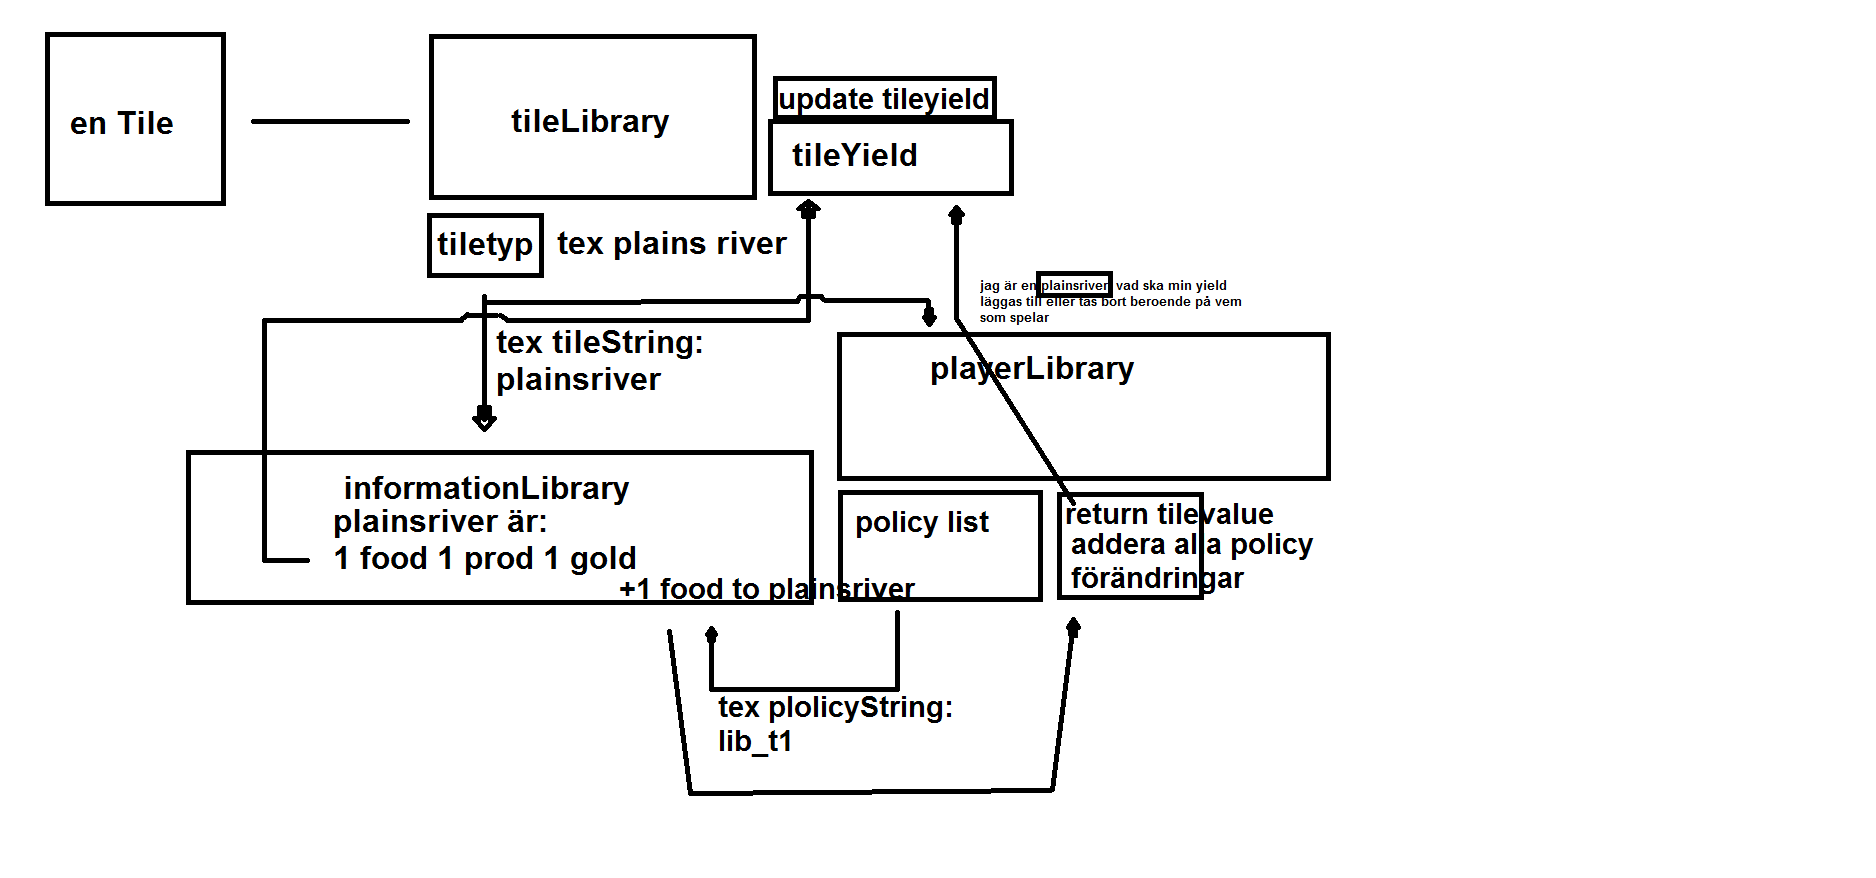 en Tile
tileLibrary
update tileyield
tileYield
tiletyp
tex plains river
jag är en plainsriver vad ska min yield
läggas till eller tas bort beroende på vem
som spelar
tex tileString:
plainsriver
playerLibrary
informationLibrary
plainsriver är:
1 food 1 prod 1 gold
+1 food to plainsriver
policy list
return tilevalue
addera alla policy
förändringar
tex plolicyString:
lib_t1